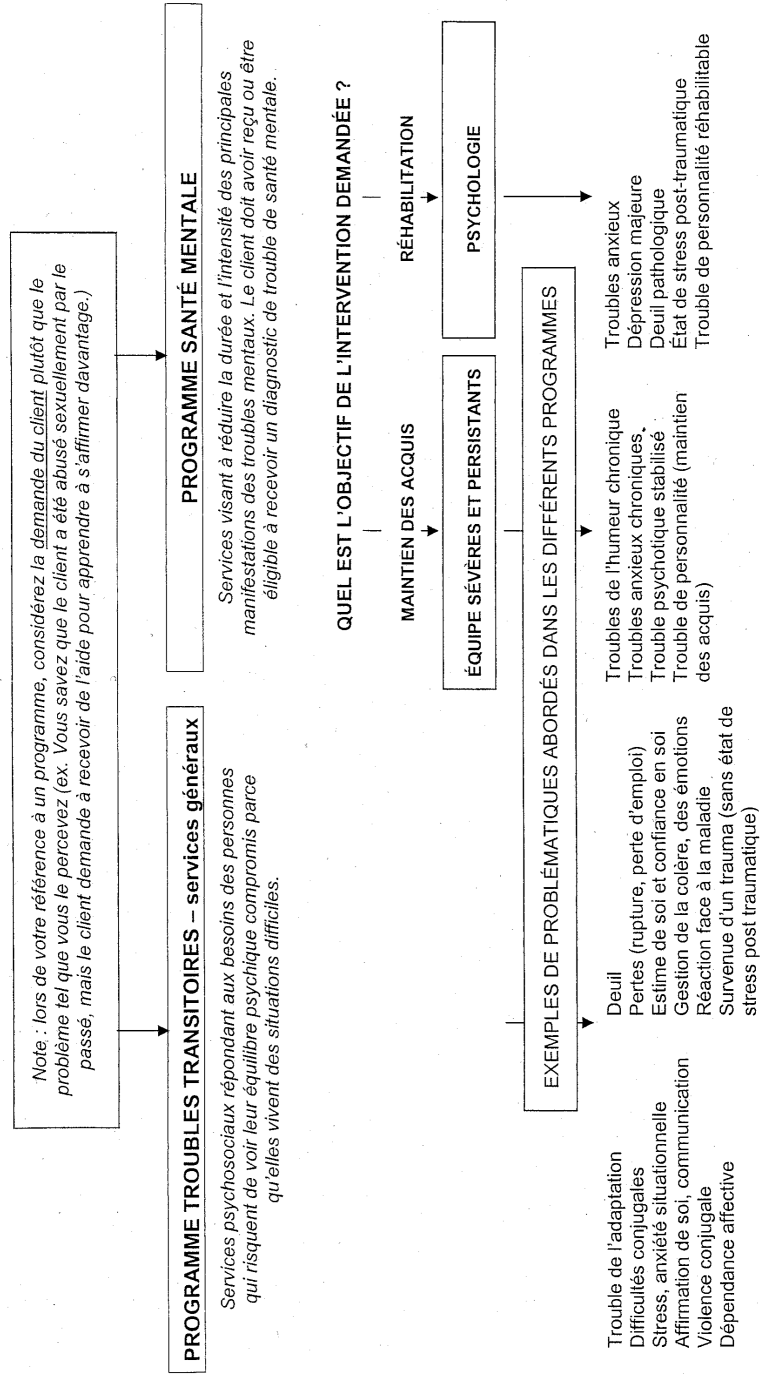 Note : lors de votre référence à un programme, considérez la demande du client plutôt que le
problème tel que vous le percevez (ex. Vous savez que le client a été abusé sexuellement par le
passé, mais le client demande à recevoir de l'aide pour apprendre à s'affirmer davantage.)
PROGRAMME TROUBLES TRANSITOIRES – services généraux
Services psychosociaux répondant aux besoins des personnes
qui risquent de voir leur équilibre psychique compromis parce
qu'elles vivent des situations difficiles.
PROGRAMME SANTÉ MENTALE
Services visant à réduire la durée et l'intensité des principales
manifestations des troubles mentaux. Le client doit avoir reçu ou être
éligible à recevoir un diagnostic de trouble de santé mentale.
QUEL EST L'OBJECTIF DE L'INTERVENTION DEMANDÉE ?
MAINTIEN DES ACQUIS
RÉHABILITATION
ÉQUIPE SÉVÈRES ET PERSISTANTS
PSYCHOLOGIE
EXEMPLES DE PROBLÉMATIQUES ABORDÉS DANS LES DIFFÉRENTS PROGRAMMES
Trouble de l'adaptation
Difficultés conjugales
Stress, anxiété situationnelle
Affirmation de soi, communication
Violence conjugale
Dépendance affective
Deuil
Pertes (rupture, perte d'emploi)
Estime de soi et confiance en soi
Gestion de la colère, des émotions
Réaction face à la maladie
Survenue d'un trauma (sans état de
stress post traumatique)
Troubles de l'humeur chronique
Troubles anxieux chroniques
Trouble psychotique stabilisé
Trouble de personnalité (maintien
des acquis)
Troubles anxieux
Dépression majeure
Deuil pathologique
État de stress post-traumatique
Trouble de personnalité réhabilitable